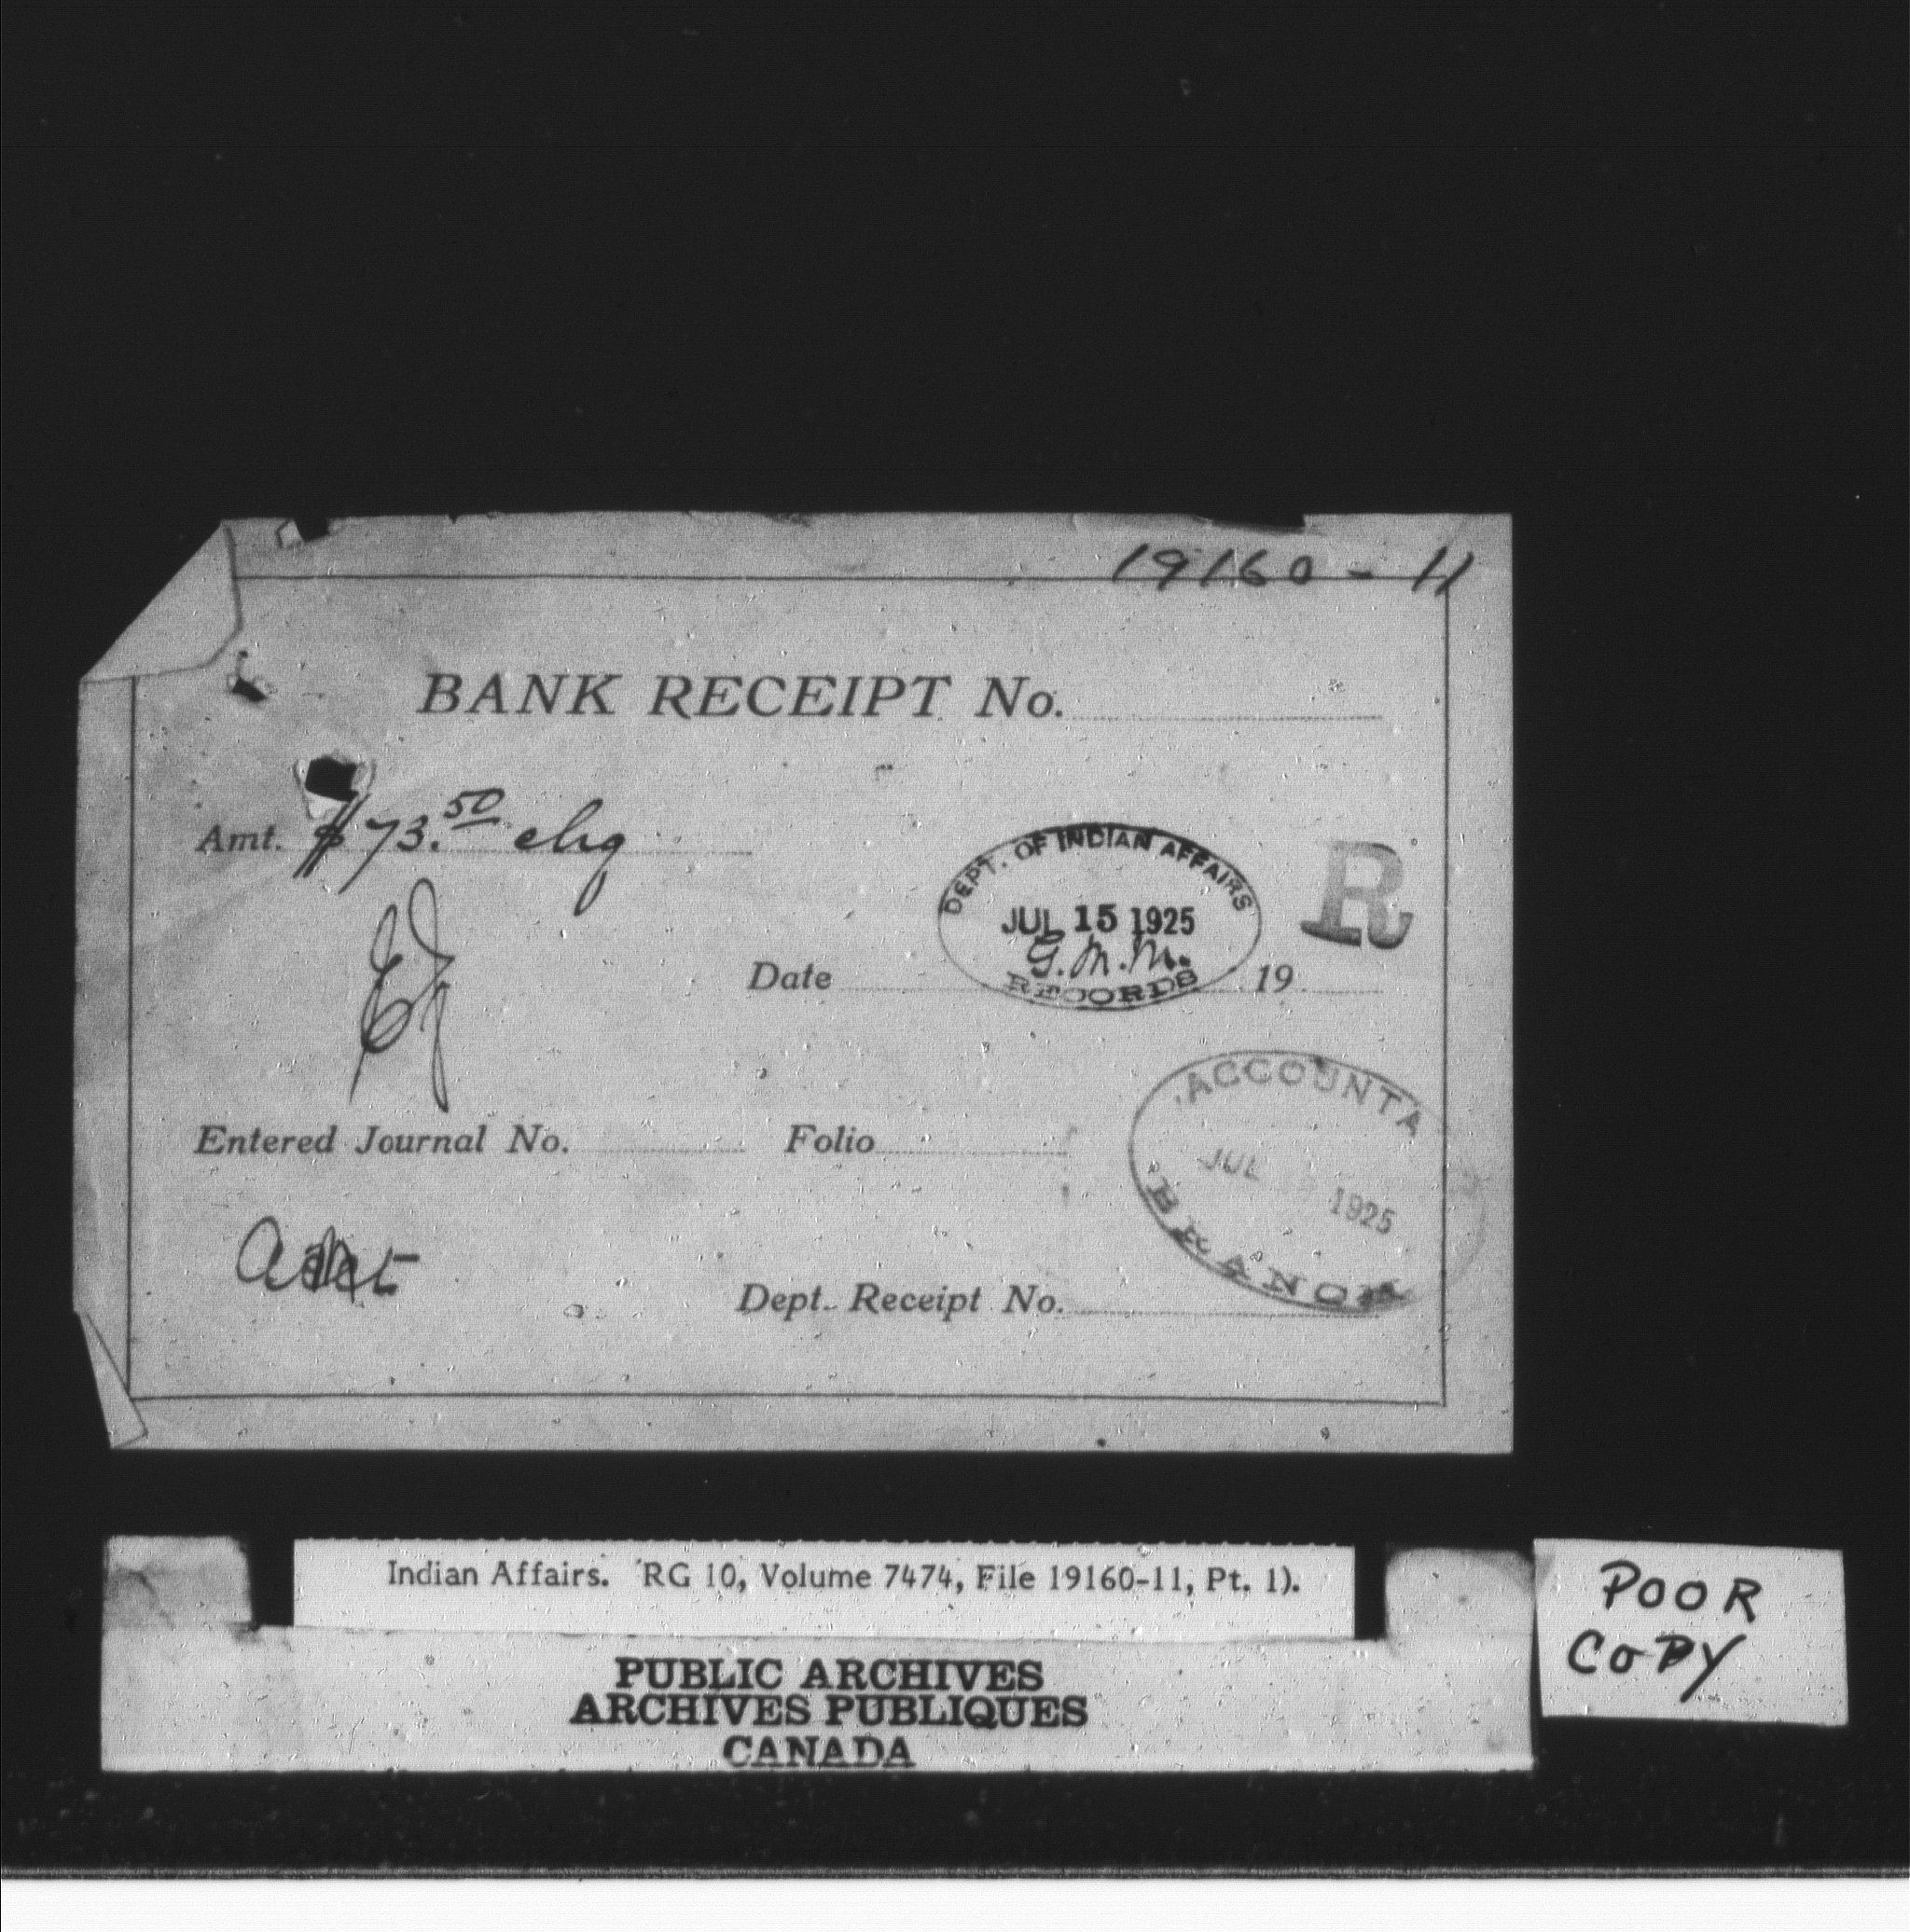 19160-11
BANK RECEIPT No.
Amt. $73.50 chq
DEPT. OF INDIAN AFFAIRS
JUL 15 1925
G.M.M.
RECORDS
R
Date 19
ACCOUNTA
JUL 1925
BRANCH
Entered Journal No. Folio
Dept. Receipt No.
Indian Affairs. RG 10, Volume 7474, File 19160-11, Pt. 1).
PUBLIC ARCHIVES
ARCHIVES PUBLIQUES
CANADA
POOR
COPY